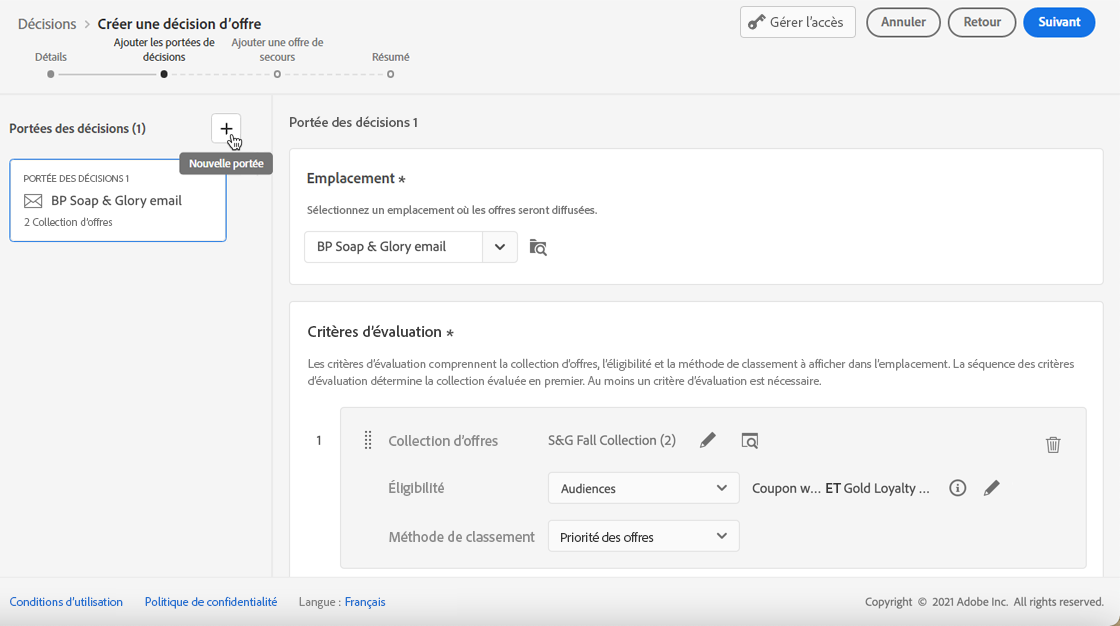 Décisions > Créer une décision d'offre
Gérer l'accès
Annuler
Retour
Suivant
Détails
Ajouter les portées de
décisions
Ajouter une offre de
secours
Résumé
Portées des décisions (1)
+
Nouvelle portée
PORTÉE DES DÉCISIONS 1
BP Soap & Glory email
2 Collection d'offres
Portée des décisions 1
Emplacement *
Sélectionnez un emplacement où les offres seront diffusées.
BP Soap & Glory email
Critères d'évaluation *
Les critères d'évaluation comprennent la collection d'offres, l'éligibilité et la méthode de classement à afficher dans l'emplacement. La séquence des critères
d'évaluation détermine la collection évaluée en premier. Au moins un critère d'évaluation est nécessaire.
1
Collection d'offres
S&G Fall Collection (2)
Éligibilité
Audiences
Coupon w... ET Gold Loyalty ...
Méthode de classement
Priorité des offres
Conditions d'utilisation
Politique de confidentialité
Langue : Français
Copyright © 2021 Adobe Inc. All rights reserved.